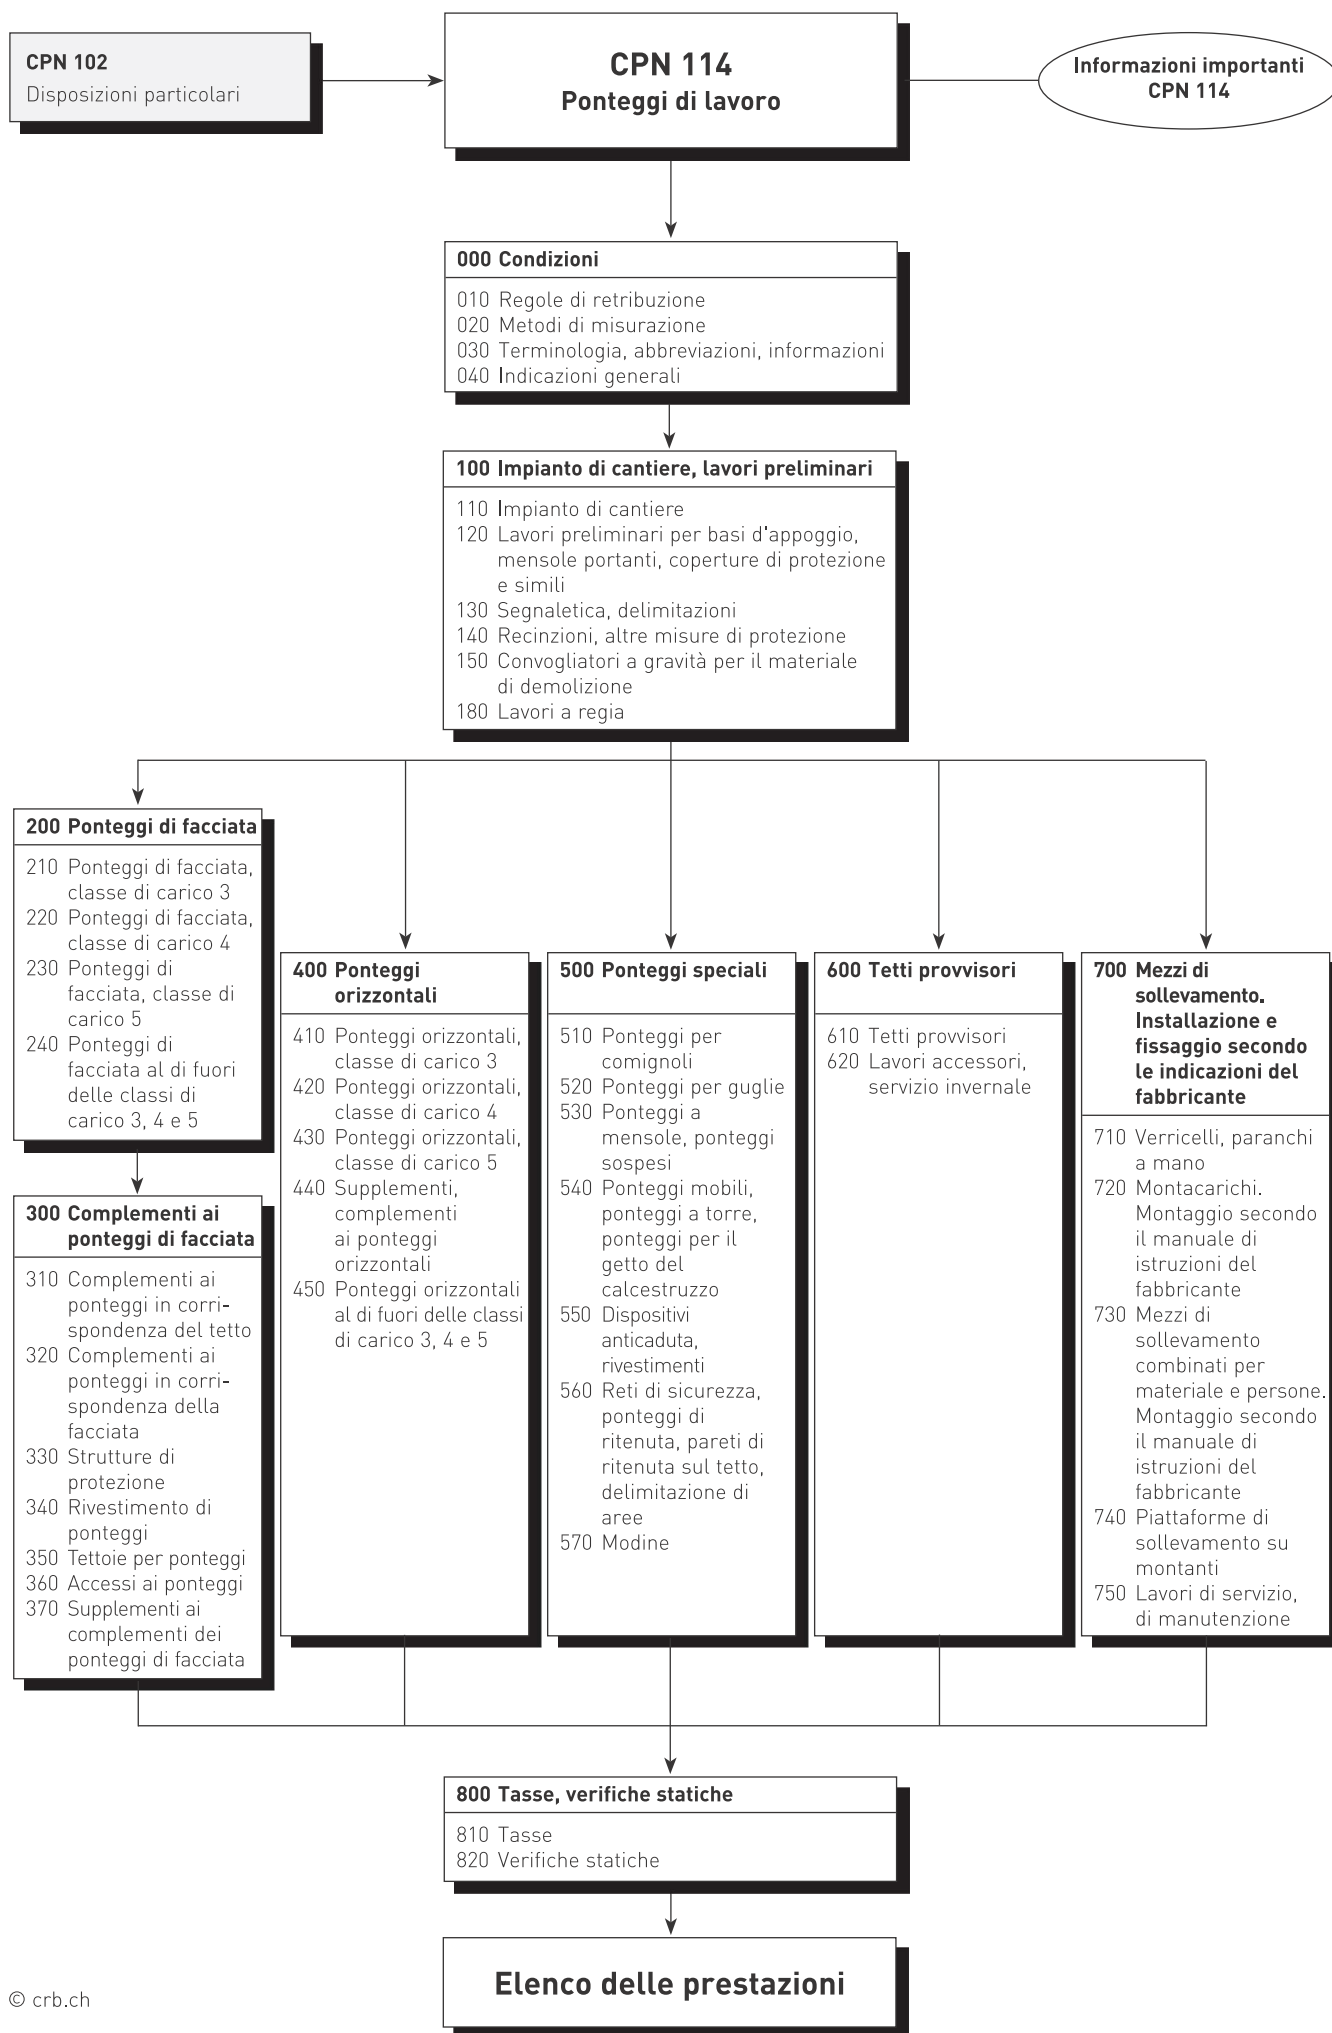 CPN 102
Disposizioni particolari
CPN 114
Ponteggi di lavoro
Informazioni importanti
CPN 114
000 Condizioni
010 Regole di retribuzione
020 Metodi di misurazione
030 Terminologia, abbreviazioni, informazioni
040 Indicazioni generali
100 Impianto di cantiere, lavori preliminari
110 Impianto di cantiere
120 Lavori preliminari per basi d'appoggio,
mensole portanti, coperture di protezione
e simili
130 Segnaletica, delimitazioni
140 Recinzioni, altre misure di protezione
150 Convogliatori a gravità per il materiale
di demolizione
180 Lavori a regia
200 Ponteggi di facciata
210 Ponteggi di facciata,
classe di carico 3
220 Ponteggi di facciata,
classe di carico 4
230 Ponteggi di
facciata, classe di
carico 5
240 Ponteggi di
facciata al di fuori
delle classi di
carico 3, 4 e 5
300 Complementi ai
ponteggi di facciata
310 Complementi ai
ponteggi in corri-
spondenza del tetto
320 Complementi ai
ponteggi in corri-
spondenza della
facciata
330 Strutture di
protezione
340 Rivestimento di
ponteggi
350 Tettoie per ponteggi
360 Accessi ai ponteggi
370 Supplementi ai
complementi dei
ponteggi di facciata
400 Ponteggi
orizzontali
410 Ponteggi orizzontali,
classe di carico 3
420 Ponteggi orizzontali,
classe di carico 4
430 Ponteggi orizzontali,
classe di carico 5
440 Supplementi,
complementi
ai ponteggi
orizzontali
450 Ponteggi orizzontali
al di fuori delle classi
di carico 3, 4 e 5
500 Ponteggi speciali
510 Ponteggi per
comignoli
520 Ponteggi per guglie
530 Ponteggi a
mensole, ponteggi
sospesi
540 Ponteggi mobili,
ponteggi a torre,
ponteggi per il
getto del
calcestruzzo
550 Dispositivi
anticaduta,
rivestimenti
560 Reti di sicurezza,
ponteggi di
ritenuta, pareti di
ritenuta sul tetto,
delimitazione di
aree
570 Modine
600 Tetti provvisori
610 Tetti provvisori
620 Lavori accessori,
servizio invernale
700 Mezzi di
sollevamento.
Installazione e
fissaggio secondo
le indicazioni del
fabbricante
710 Verricelli, paranchi
a mano
720 Montacarichi.
Montaggio secondo
il manuale di
istruzioni del
fabbricante
730 Mezzi di
sollevamento
combinati per
materiale e persone.
Montaggio secondo
il manuale di
istruzioni del
fabbricante
740 Piattaforme di
sollevamento su
montanti
750 Lavori di servizio,
di manutenzione
800 Tasse, verifiche statiche
810 Tasse
820 Verifiche statiche
Elenco delle prestazioni
© crb.ch